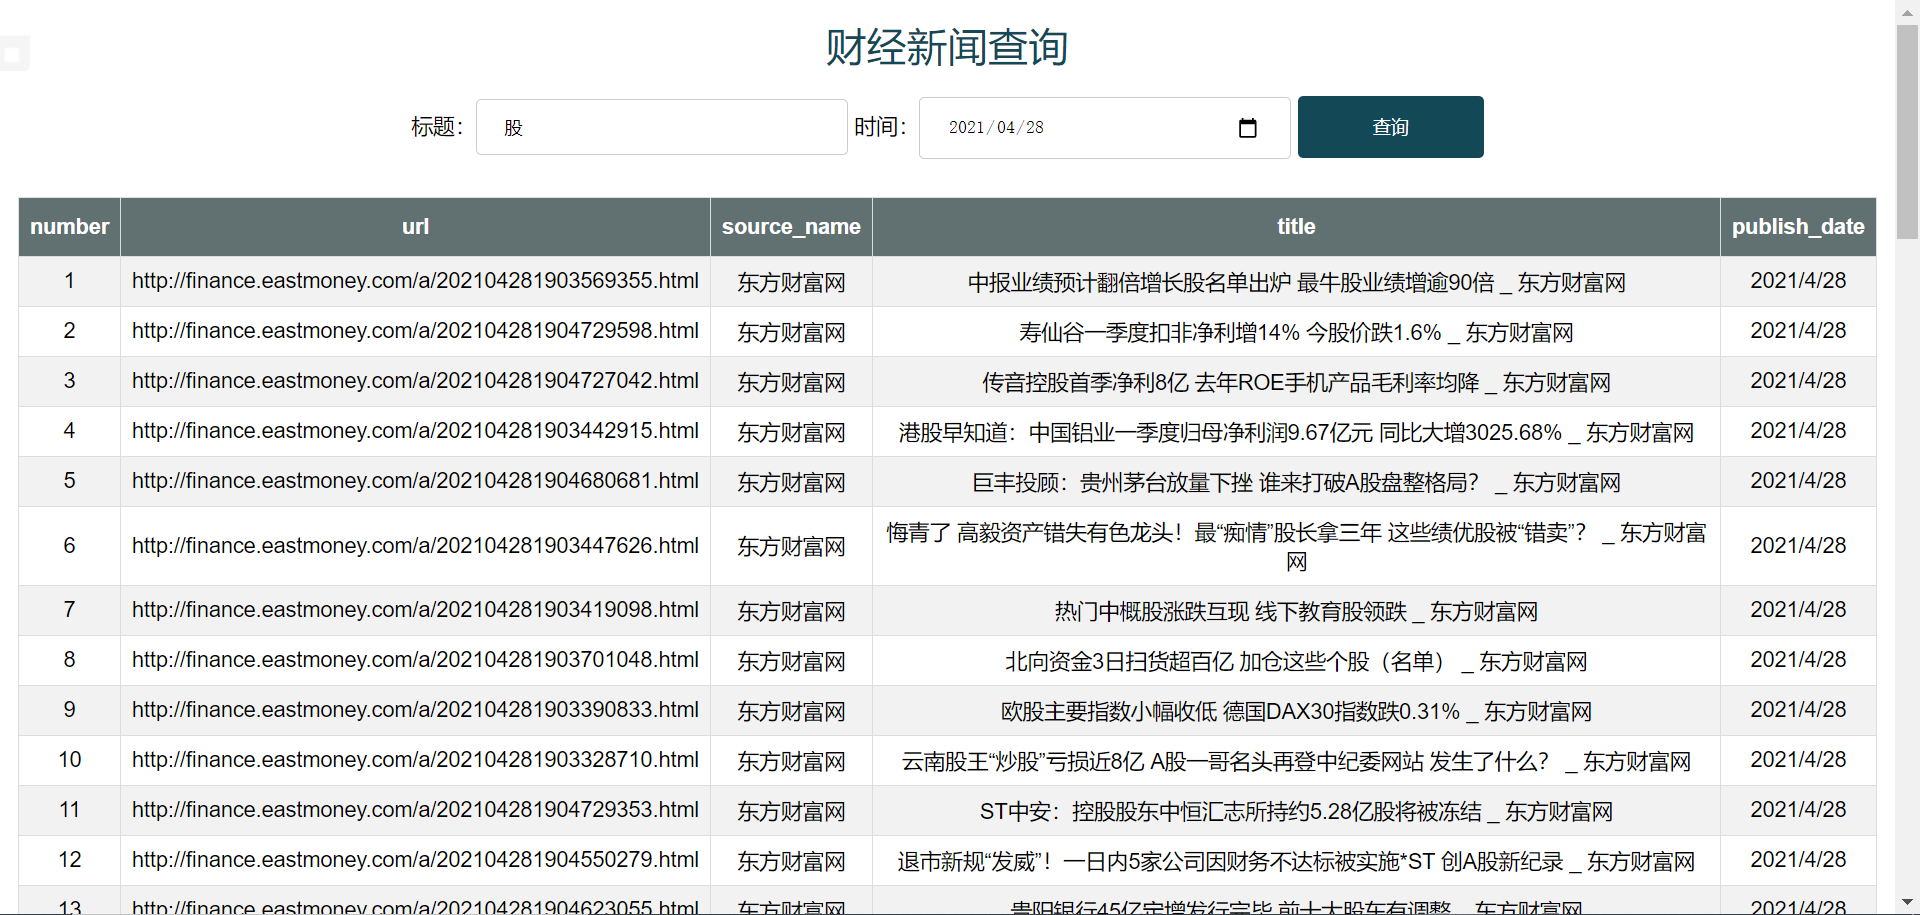 财经新闻查询
标题： 股 时间： 2021/04/28 查询
number url source_name title publish_date
1 http://finance.eastmoney.com/a/202104281903569355.html 东方财富网 中报业绩预计翻倍增长股名单出炉 最牛股业绩增逾90倍 _ 东方财富网 2021/4/28
2 http://finance.eastmoney.com/a/202104281904729598.html 东方财富网 寿仙谷一季度扣非净利增14% 今股价跌1.6% _ 东方财富网 2021/4/28
3 http://finance.eastmoney.com/a/202104281904727042.html 东方财富网 传音控股首季净利8亿 去年ROE手机产品毛利率均降 _ 东方财富网 2021/4/28
4 http://finance.eastmoney.com/a/202104281903442915.html 东方财富网 港股早知道：中国铝业一季度归母净利润9.67亿元 同比大增3025.68% _ 东方财富网 2021/4/28
5 http://finance.eastmoney.com/a/202104281904680681.html 东方财富网 巨丰投顾：贵州茅台放量下挫 谁来打破A股盘整格局？ _ 东方财富网 2021/4/28
6 http://finance.eastmoney.com/a/202104281903447626.html 东方财富网 悔青了 高毅资产错失有色龙头！最“痴情”股长拿三年 这些绩优股被“错卖”？ _ 东方财富
网 2021/4/28
7 http://finance.eastmoney.com/a/202104281903419098.html 东方财富网 热门中概股涨跌互现 线下教育股领跌 _ 东方财富网 2021/4/28
8 http://finance.eastmoney.com/a/202104281903701048.html 东方财富网 北向资金3日扫货超百亿 加仓这些个股（名单） _ 东方财富网 2021/4/28
9 http://finance.eastmoney.com/a/202104281903390833.html 东方财富网 欧股主要指数小幅收低 德国DAX30指数跌0.31% _ 东方财富网 2021/4/28
10 http://finance.eastmoney.com/a/202104281903328710.html 东方财富网 云南股王“炒股”亏损近8亿 A股一哥名头再登中纪委网站 发生了什么？ _ 东方财富网 2021/4/28
11 http://finance.eastmoney.com/a/202104281904729353.html 东方财富网 ST中安：控股股东中恒汇志所持约5.28亿股将被冻结 _ 东方财富网 2021/4/28
12 http://finance.eastmoney.com/a/202104281904550279.html 东方财富网 退市新规“发威”！一日内5家公司因财务不达标被实施*ST 创A股新纪录 _ 东方财富网 2021/4/28
13 http://finance.eastmoney.com/a/202104281904623055.html 东方财富网 贵阳银行45亿定增发行完毕 前十大股东有调整 _ 东方财富网 2021/4/28